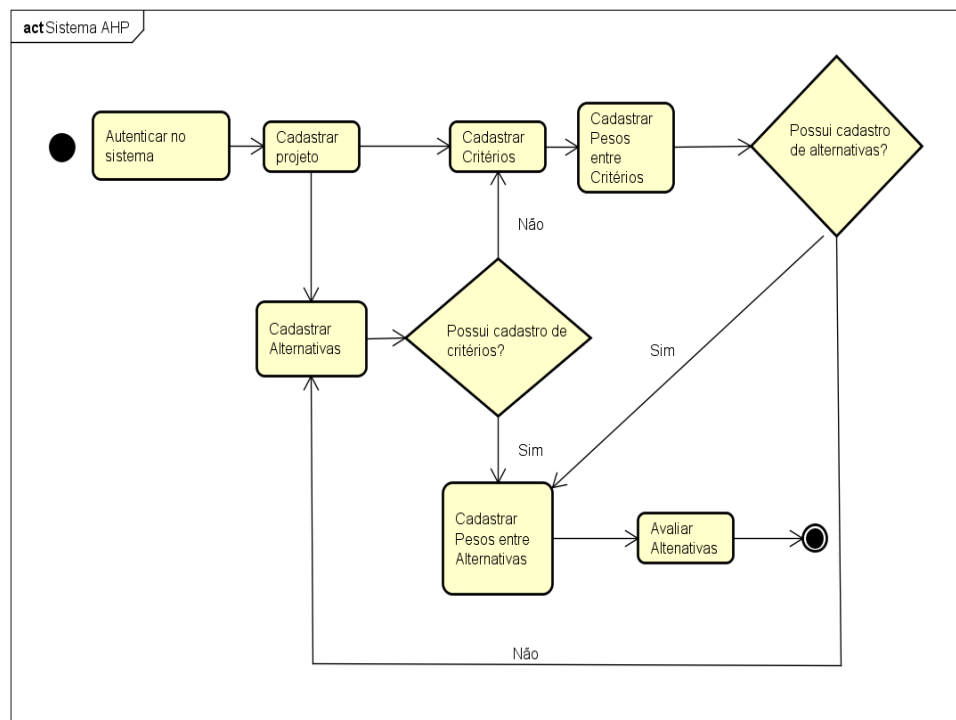 act Sistema AHP
Autenticar no
sistema
Cadastrar
projeto
Cadastrar
Critérios
Cadastrar
Pesos
entre
Critérios
Possui cadastro
de alternativas?
Não
Cadastrar
Alternativas
Possui cadastro de
critérios?
Sim
Sim
Cadastrar
Pesos entre
Alternativas
Avaliar
Altenativas
Não